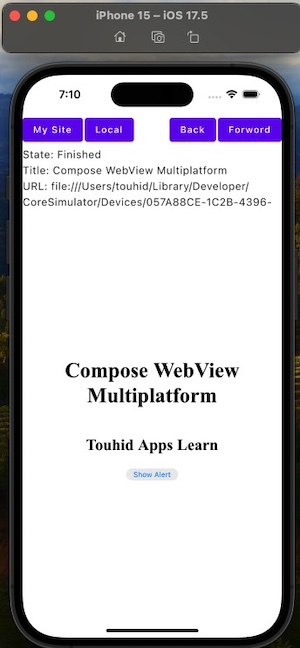 iPhone 15 – iOS 17.5
7:10
My Site Local Back Forword
State: Finished
Title: Compose WebView Multiplatform
URL: file:///Users/touhid/Library/Developer/
CoreSimulator/Devices/057A88CE-1C2B-4396-
Compose WebView
Multiplatform
Touhid Apps Learn
Show Alert